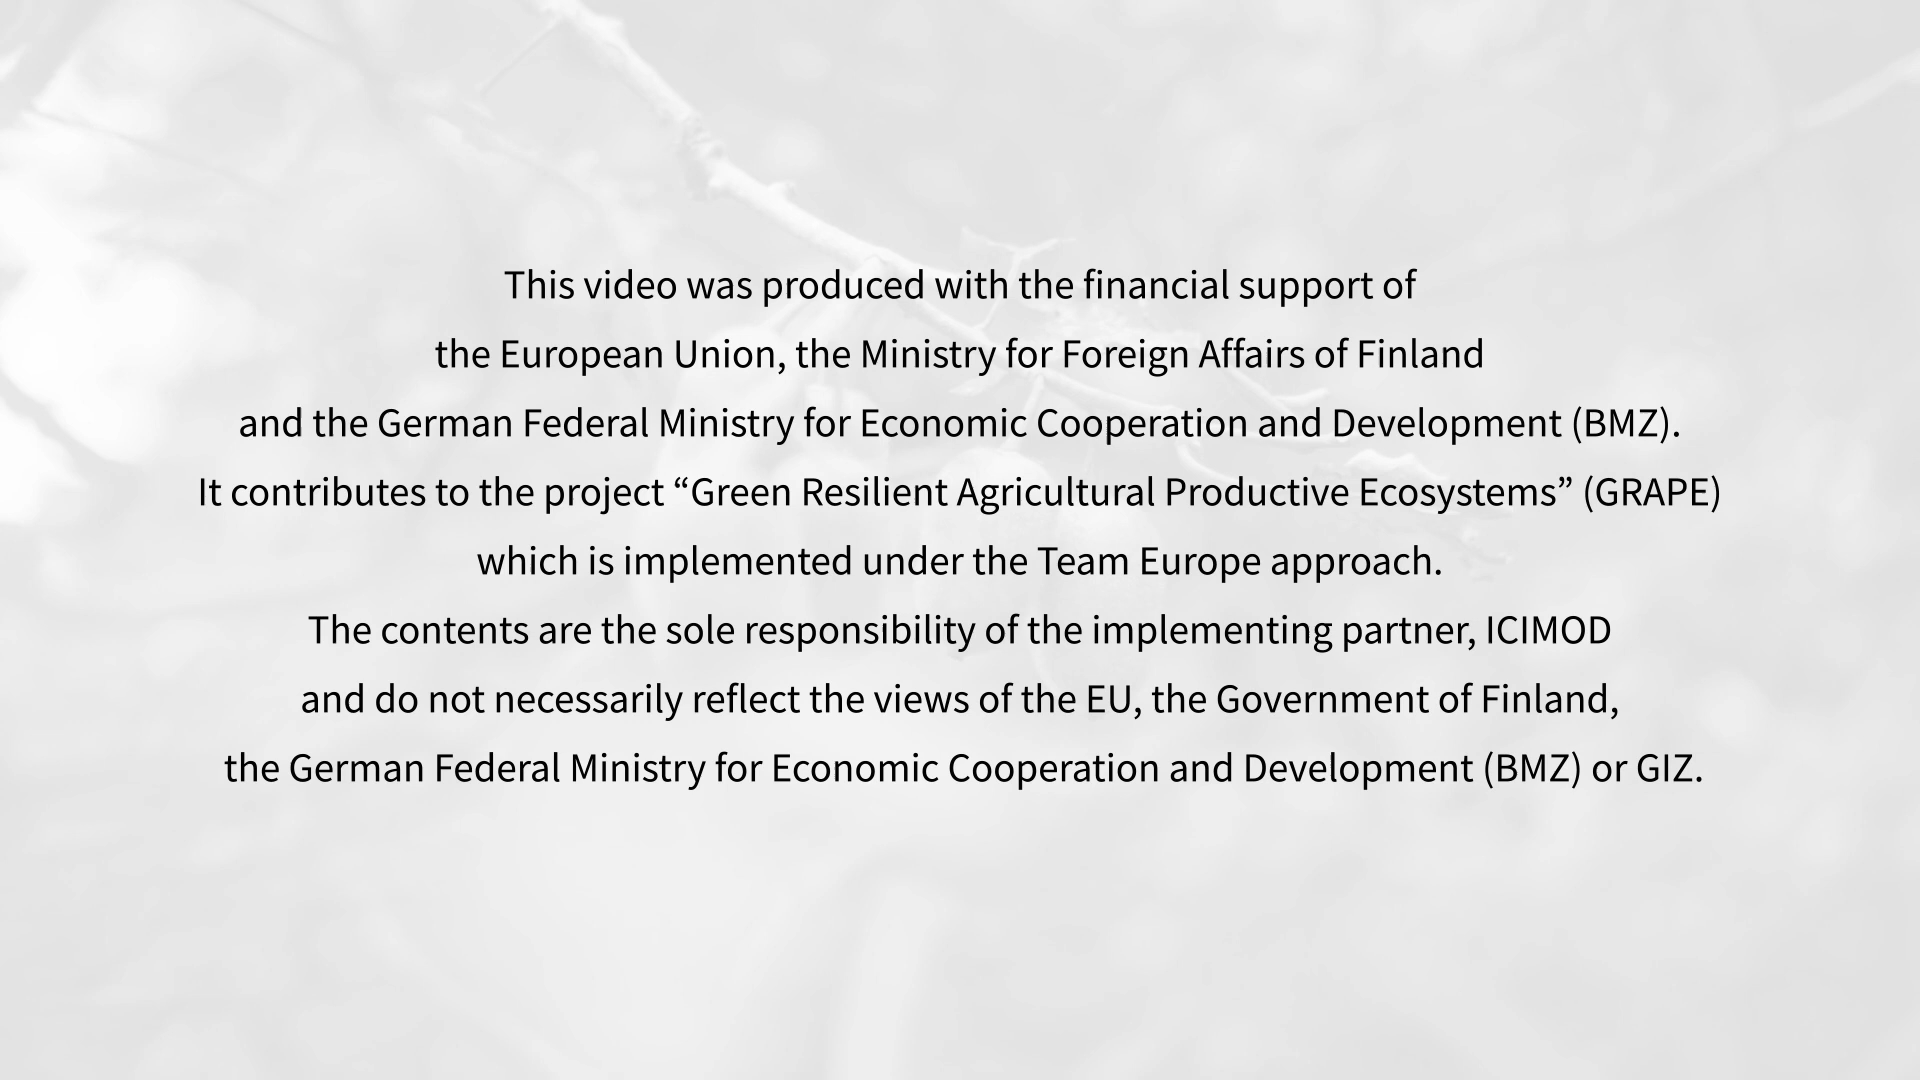 This video was produced with the financial support of
the European Union, the Ministry for Foreign Affairs of Finland
and the German Federal Ministry for Economic Cooperation and Development (BMZ).
It contributes to the project “Green Resilient Agricultural Productive Ecosystems” (GRAPE)
which is implemented under the Team Europe approach.
The contents are the sole responsibility of the implementing partner, ICIMOD
and do not necessarily reflect the views of the EU, the Government of Finland,
the German Federal Ministry for Economic Cooperation and Development (BMZ) or GIZ.